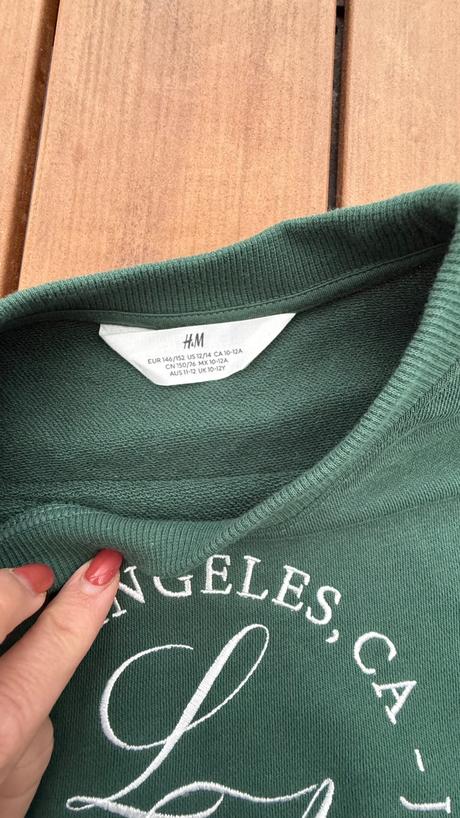 H&M
EUR 146/152 US 12/14 CA 10-12A
CN 150/76 MX 10-12A
AUS 11-12 UK 10-12Y
ANGELES, CA -
L